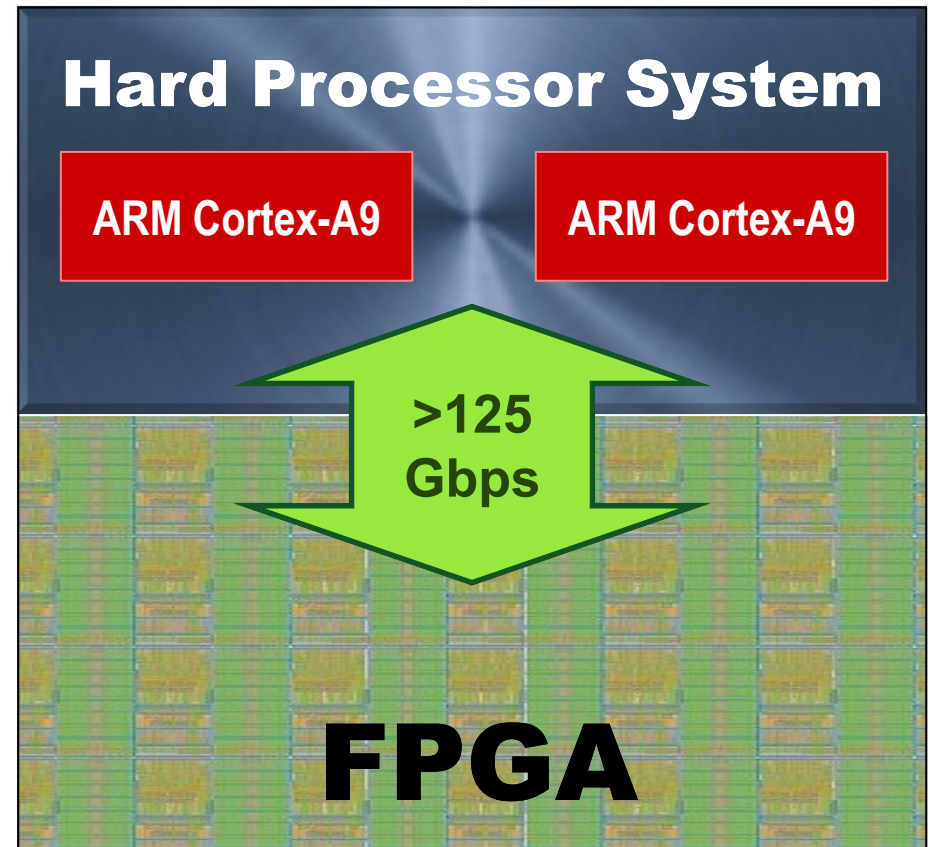 Hard Processor System
ARM Cortex-A9 ARM Cortex-A9
>125
Gbps
FPGA